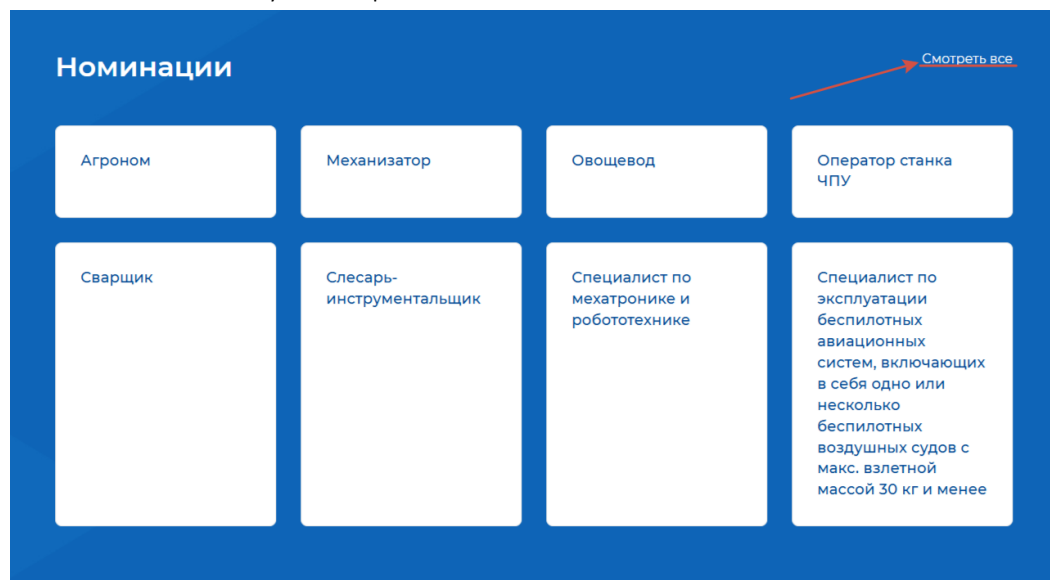 Номинации
Смотреть все
Агроном
Механизатор
Овощевод
Оператор станка
ЧПУ
Сварщик
Слесарь-
инструментальщик
Специалист по
мехатронике и
робототехнике
Специалист по
эксплуатации
беспилотных
авиационных
систем, включающих
в себя одно или
несколько
беспилотных
воздушных судов с
макс. взлетной
массой 30 кг и менее